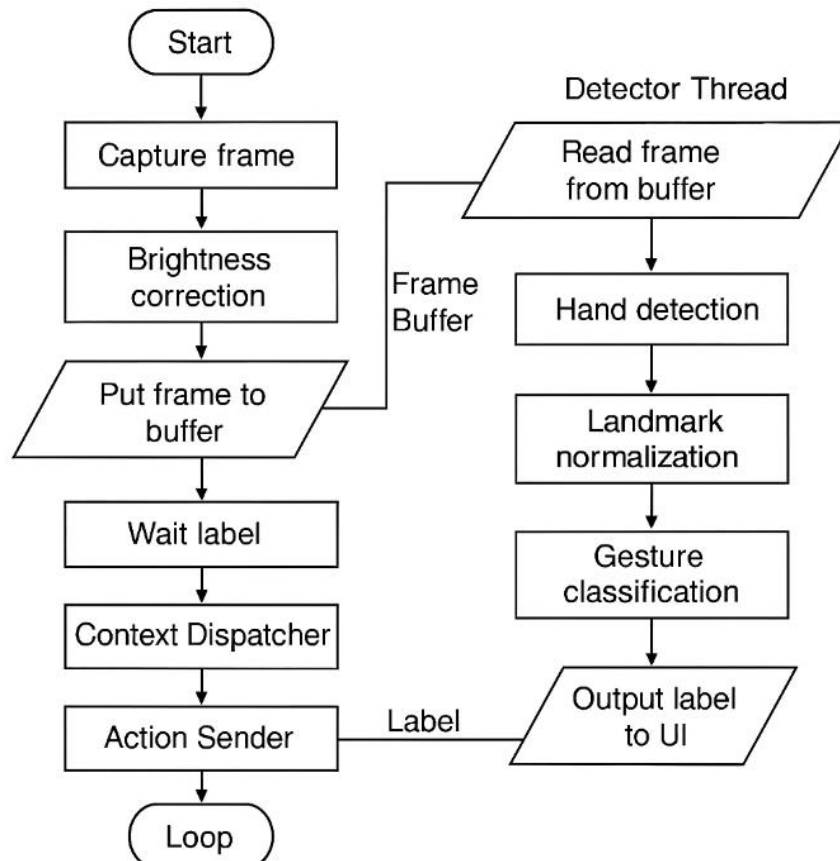 Start
Capture frame
Brightness
correction
Put frame to
buffer
Wait label
Context Dispatcher
Action Sender
Loop
Frame
Buffer
Label
Detector Thread
Read frame
from buffer
Hand detection
Landmark
normalization
Gesture
classification
Output label
to UI